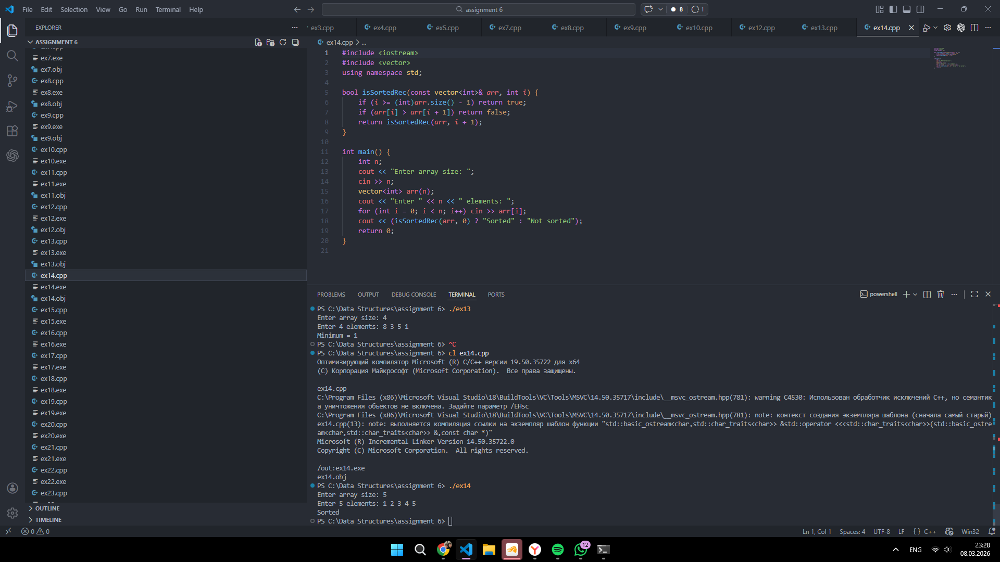 File Edit Selection View Go Run Terminal Help
assignment 6
8
1
EXPLORER
ex3.cpp
ex4.cpp
ex5.cpp
ex7.cpp
ex8.cpp
ex9.cpp
ex10.cpp
ex12.cpp
ex13.cpp
ex14.cpp
ASSIGNMENT 6
ex7.exe
ex7.obj
ex8.cpp
ex8.exe
ex8.obj
ex9.cpp
ex9.exe
ex9.obj
ex10.cpp
ex10.exe
ex11.cpp
ex11.exe
ex11.obj
ex12.cpp
ex12.exe
ex12.obj
ex13.cpp
ex13.exe
ex13.obj
ex14.cpp
ex14.exe
ex14.obj
ex15.cpp
ex15.exe
ex16.cpp
ex16.exe
ex17.cpp
ex17.exe
ex18.cpp
ex18.exe
ex19.cpp
ex19.exe
ex20.cpp
ex20.exe
ex21.cpp
ex21.exe
ex22.cpp
ex22.exe
ex23.cpp
OUTLINE
TIMELINE
ex14.cpp > ...
1 #include <iostream>
2 #include <vector>
3 using namespace std;
4
5 bool isSortedRec(const vector<int>& arr, int i) {
6     if (i >= (int)arr.size() - 1) return true;
7     if (arr[i] > arr[i + 1]) return false;
8     return isSortedRec(arr, i + 1);
9 }
10
11 int main() {
12     int n;
13     cout << "Enter array size: ";
14     cin >> n;
15     vector<int> arr(n);
16     cout << "Enter " << n << " elements: ";
17     for (int i = 0; i < n; i++) cin >> arr[i];
18     cout << (isSortedRec(arr, 0) ? "Sorted" : "Not sorted");
19     return 0;
20 }
21
PROBLEMS OUTPUT DEBUG CONSOLE TERMINAL PORTS
powershell
PS C:\Data Structures\assignment 6> ./ex13
Enter array size: 4
Enter 4 elements: 8 3 5 1
Minimum = 1
PS C:\Data Structures\assignment 6> ^C
PS C:\Data Structures\assignment 6> cl ex14.cpp
Оптимизирующий компилятор Microsoft (R) C/C++ версии 19.50.35722 для x64
(C) Корпорация Майкрософт (Microsoft Corporation).  Все права защищены.
ex14.cpp
C:\Program Files (x86)\Microsoft Visual Studio\18\BuildTools\VC\Tools\MSVC\14.50.35717\include\__msvc_ostream.hpp(781): warning C4530: Использован обработчик исключений C++, но семантик
а уничтожения объектов не включена. Задайте параметр /EHsc
C:\Program Files (x86)\Microsoft Visual Studio\18\BuildTools\VC\Tools\MSVC\14.50.35717\include\__msvc_ostream.hpp(781): note: контекст создания экземпляра шаблона (сначала самый старый)
ex14.cpp(13): note: выполняется компиляция ссылки на экземпляр шаблон функции "std::basic_ostream<char,std::char_traits<char>> &std::operator <<<std::char_traits<char>>(std::basic_ostre
am<char,std::char_traits<char>> &,const char *)"
Microsoft (R) Incremental Linker Version 14.50.35722.0
Copyright (C) Microsoft Corporation.  All rights reserved.
/out:ex14.exe
ex14.obj
PS C:\Data Structures\assignment 6> ./ex14
Enter array size: 5
Enter 5 elements: 1 2 3 4 5
Sorted
PS C:\Data Structures\assignment 6>
0 0
Ln 1, Col 1
Spaces: 4
UTF-8
LF
{ } C++
Win32
12
ENG
23:28
08.03.2026